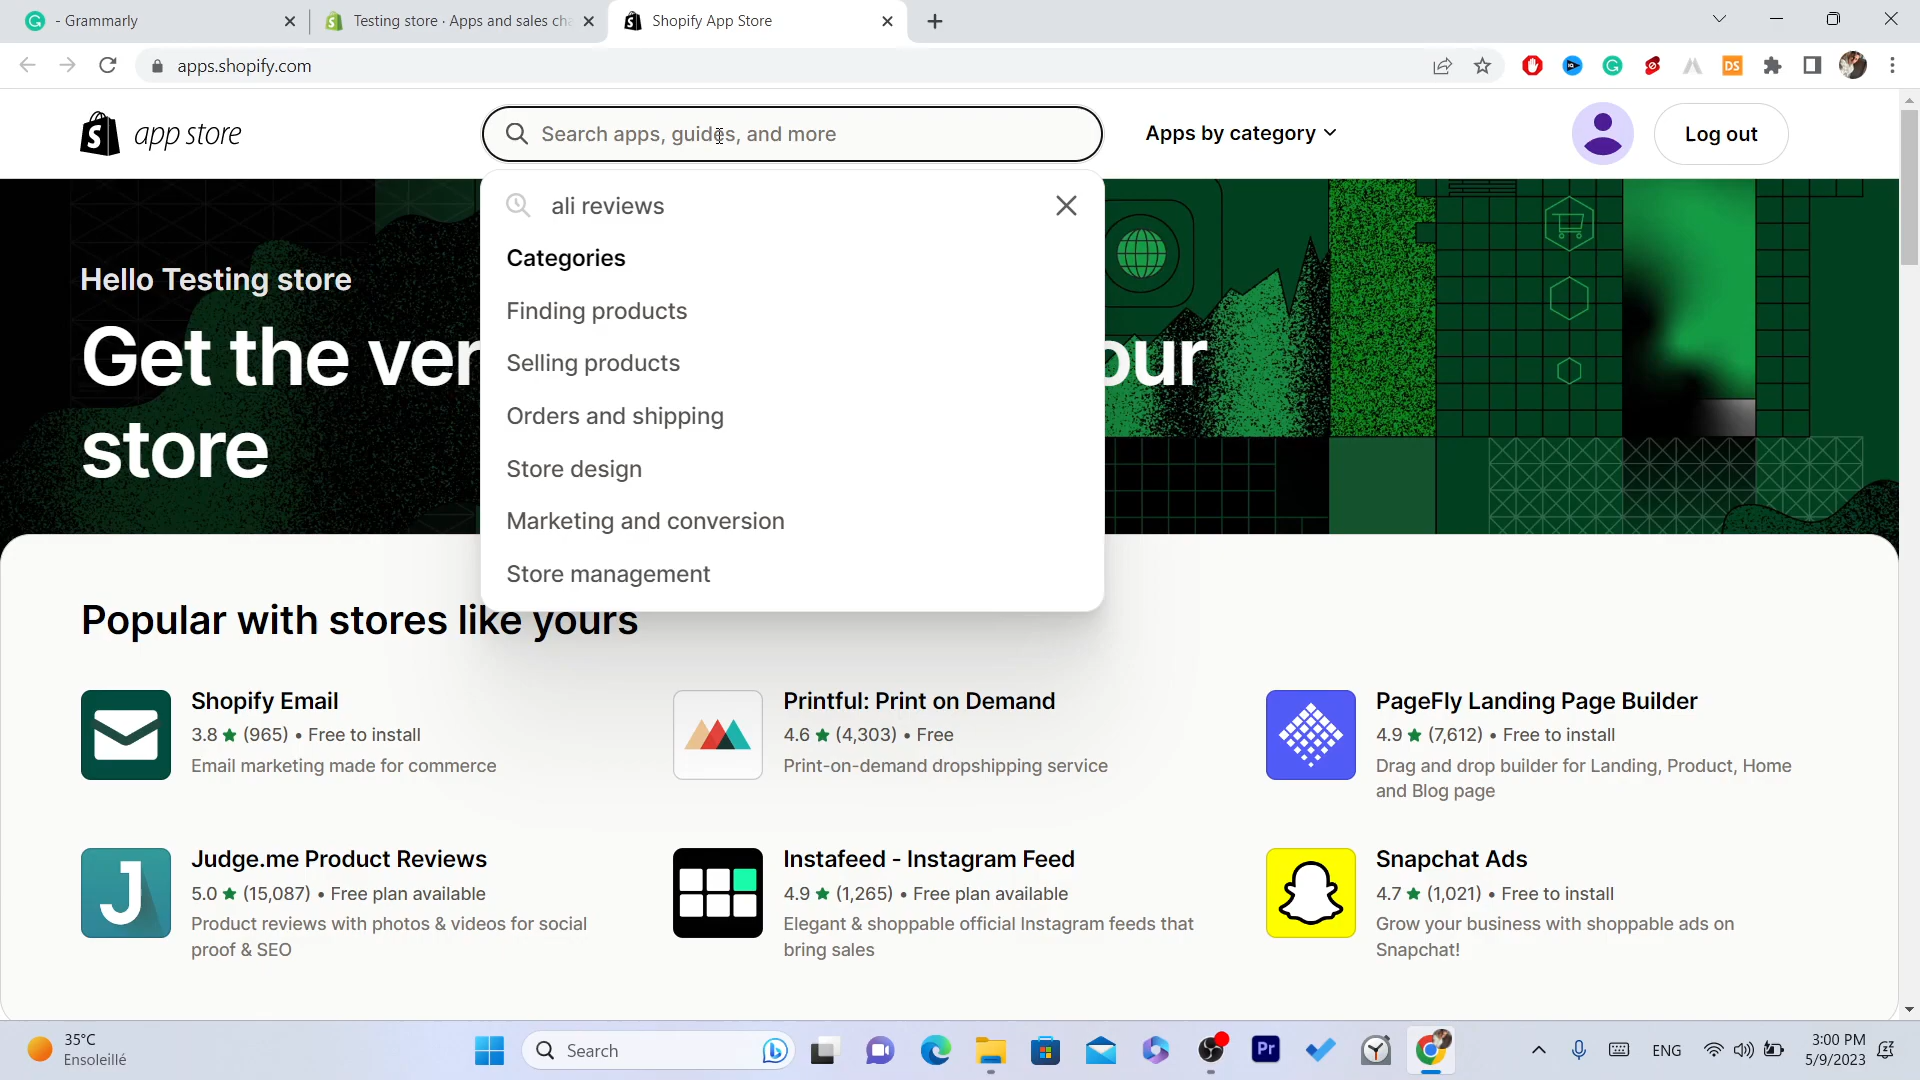 - Grammarly
Testing store · Apps and sales cha
Shopify App Store
apps.shopify.com
DS
app store
Search apps, guides, and more
Apps by category
Log out
ali reviews
Categories
Finding products
Selling products
Orders and shipping
Store design
Marketing and conversion
Store management
Hello Testing store
Get the ver our
store
Popular with stores like yours
Shopify Email
3.8 ★ (965) • Free to install
Email marketing made for commerce
Printful: Print on Demand
4.6 ★ (4,303) • Free
Print-on-demand dropshipping service
PageFly Landing Page Builder
4.9 ★ (7,612) • Free to install
Drag and drop builder for Landing, Product, Home
and Blog page
J
Judge.me Product Reviews
5.0 ★ (15,087) • Free plan available
Product reviews with photos & videos for social
proof & SEO
Instafeed - Instagram Feed
4.9 ★ (1,265) • Free plan available
Elegant & shoppable official Instagram feeds that
bring sales
Snapchat Ads
4.7 ★ (1,021) • Free to install
Grow your business with shoppable ads on
Snapchat!
35°C
Ensoleillé
Search
Pr
ENG
3:00 PM
5/9/2023